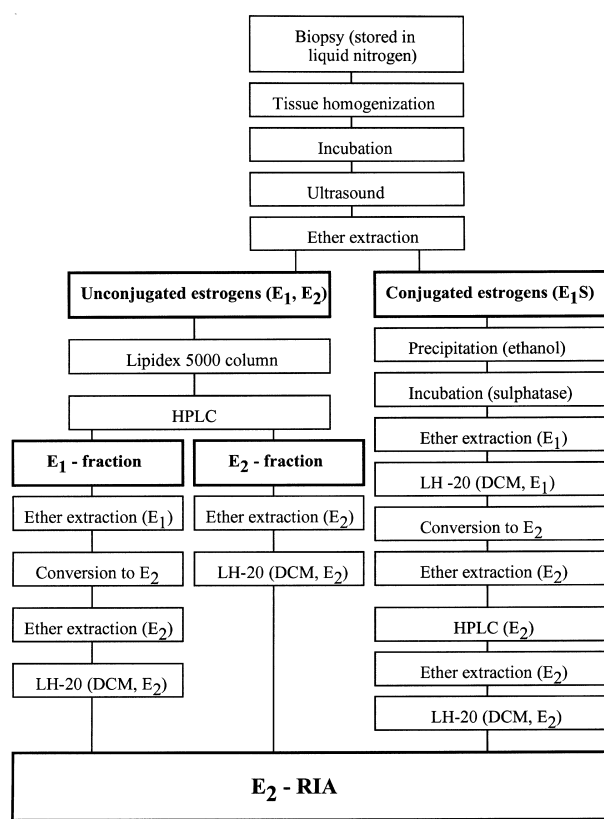 Biopsy (stored in
liquid nitrogen)
Tissue homogenization
Incubation
Ultrasound
Ether extraction
Unconjugated estrogens (E1, E2)
Lipidex 5000 column
HPLC
E1 - fraction
Ether extraction (E1)
Conversion to E2
Ether extraction (E2)
LH-20 (DCM, E2)
E2 - fraction
Ether extraction (E2)
LH-20 (DCM, E2)
Conjugated estrogens (E1S)
Precipitation (ethanol)
Incubation (sulphatase)
Ether extraction (E1)
LH -20 (DCM, E1)
Conversion to E2
Ether extraction (E2)
HPLC (E2)
Ether extraction (E2)
LH-20 (DCM, E2)
E2 - RIA